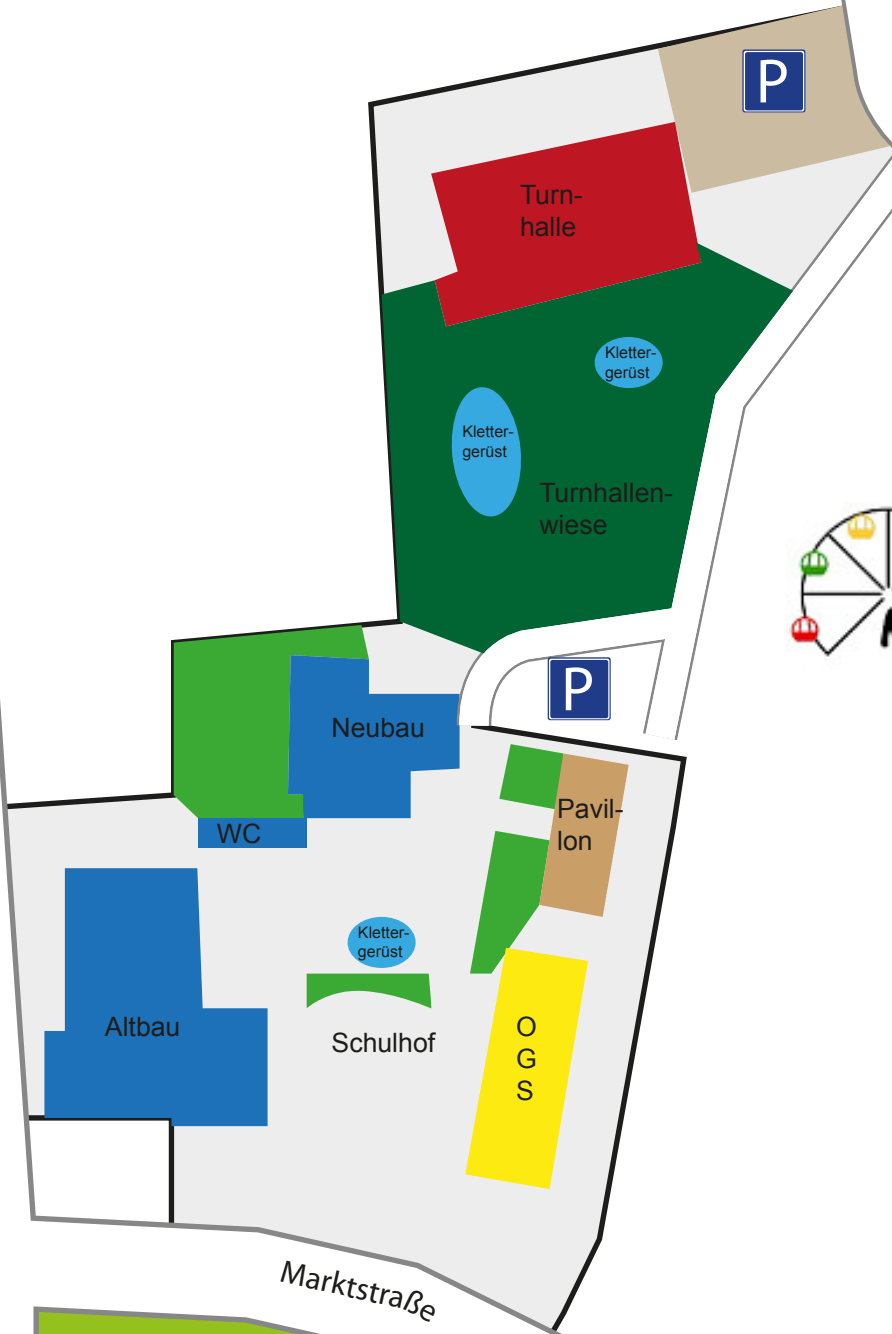 P
Turn-
halle
Kletter-
gerüst
Kletter-
gerüst
Turnhallen-
wiese
P
Neubau
Pavil-
lon
WC
Kletter-
gerüst
Altbau
Schulhof
O
G
S
Marktstraße